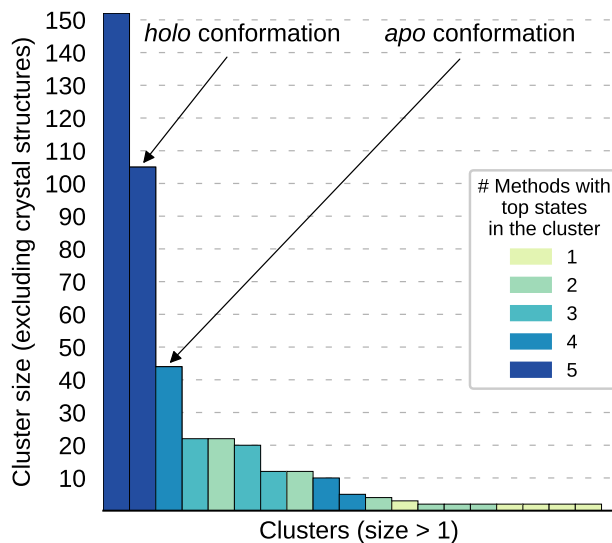 holo conformation
apo conformation
150
140
130
120
110
100
90
80
70
60
50
40
30
20
10
Cluster size (excluding crystal structures)
# Methods with
top states
in the cluster
1
2
3
4
5
Clusters (size > 1)